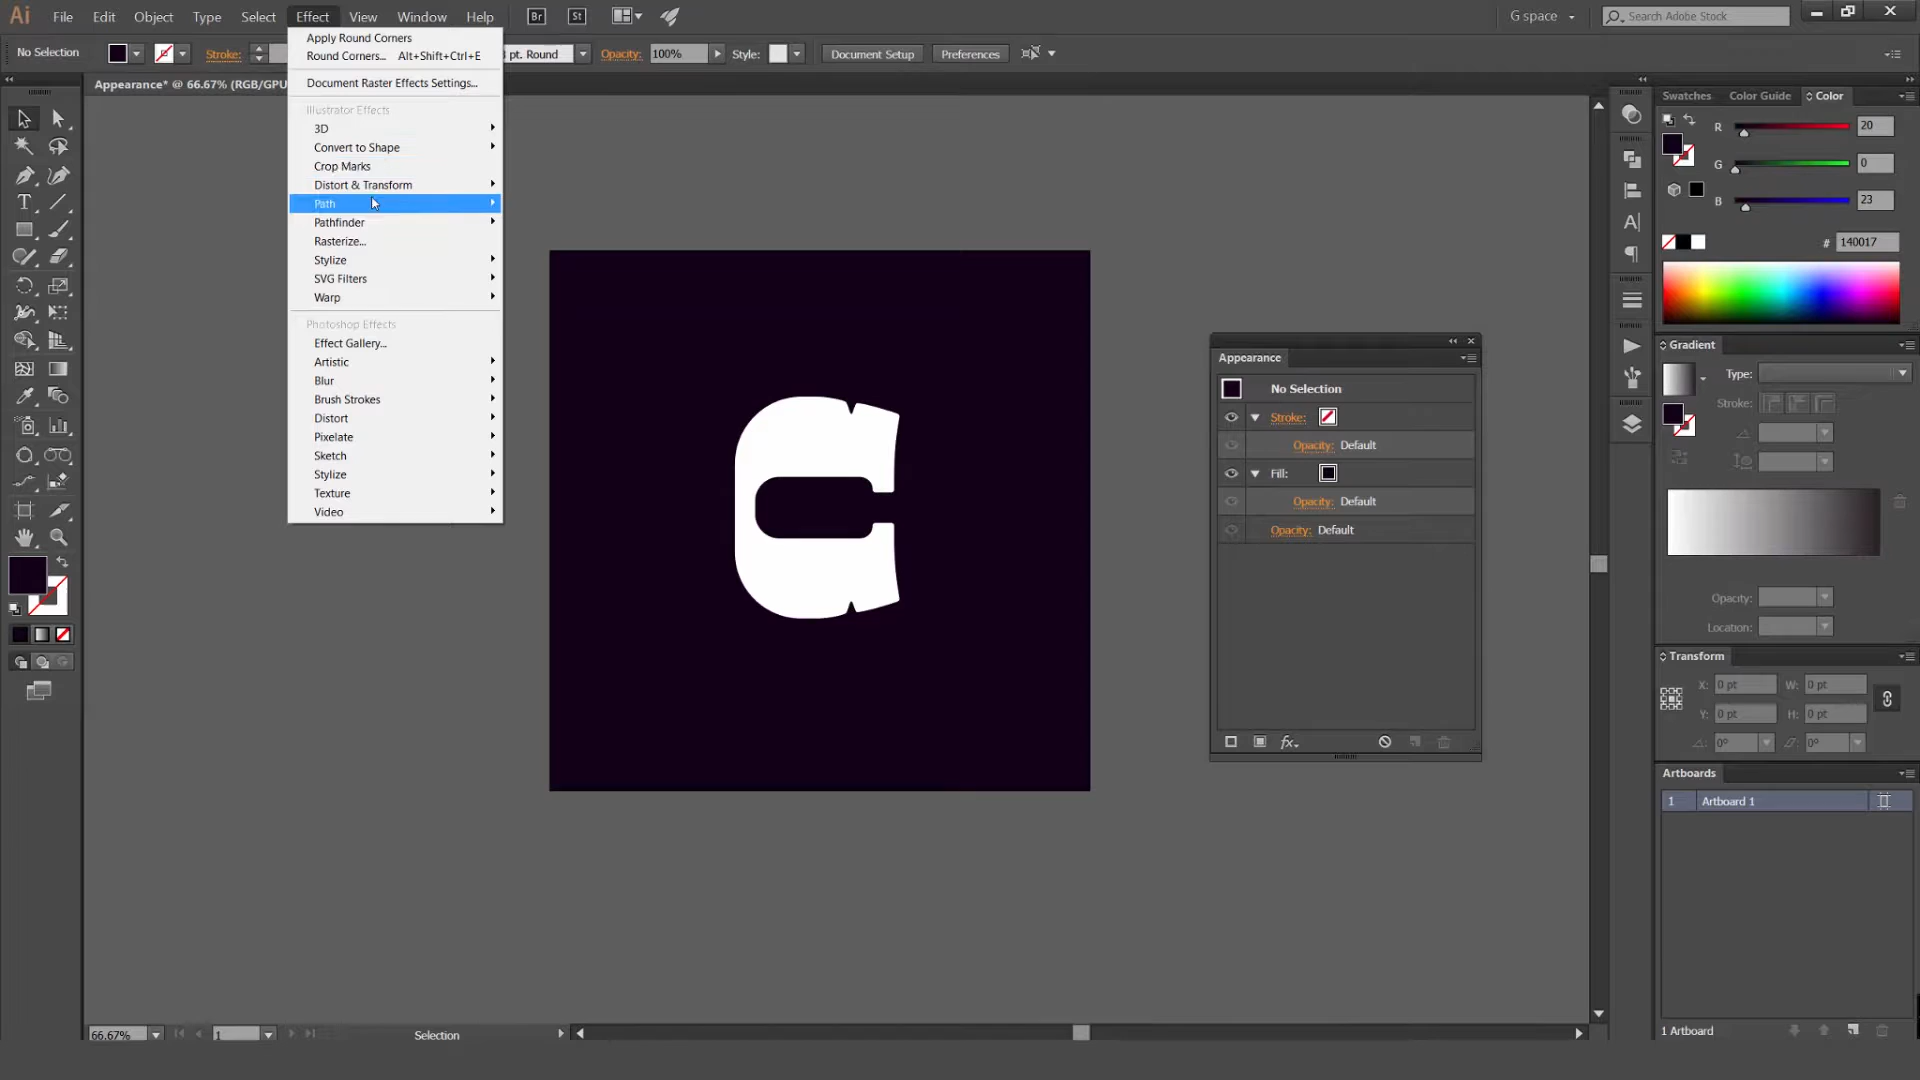 Ai File Edit Object Type Select Effect View Window Help Br St G space Search Adobe Stock
No Selection Stroke: pt. Round Opacity: 100% Style: Document Setup Preferences
Appearance* @ 66.67% (RGB/GPU
Apply Round Corners
Round Corners... Alt+Shift+Ctrl+E
Document Raster Effects Settings...
Illustrator Effects
3D
Convert to Shape
Crop Marks
Distort & Transform
Path
Pathfinder
Rasterize...
Stylize
SVG Filters
Warp
Photoshop Effects
Effect Gallery...
Artistic
Blur
Brush Strokes
Distort
Pixelate
Sketch
Stylize
Texture
Video
C
Appearance
No Selection
Stroke:
Opacity: Default
Fill:
Opacity: Default
Opacity: Default
fx
Swatches Color Guide Color
R 20
G 0
B 23
# 140017
Gradient
Type:
Stroke:
Opacity:
Location:
Transform
X: 0 pt W: 0 pt
Y: 0 pt H: 0 pt
0° 0°
Artboards
1 Artboard 1
1 Artboard
66.67% 1 Selection